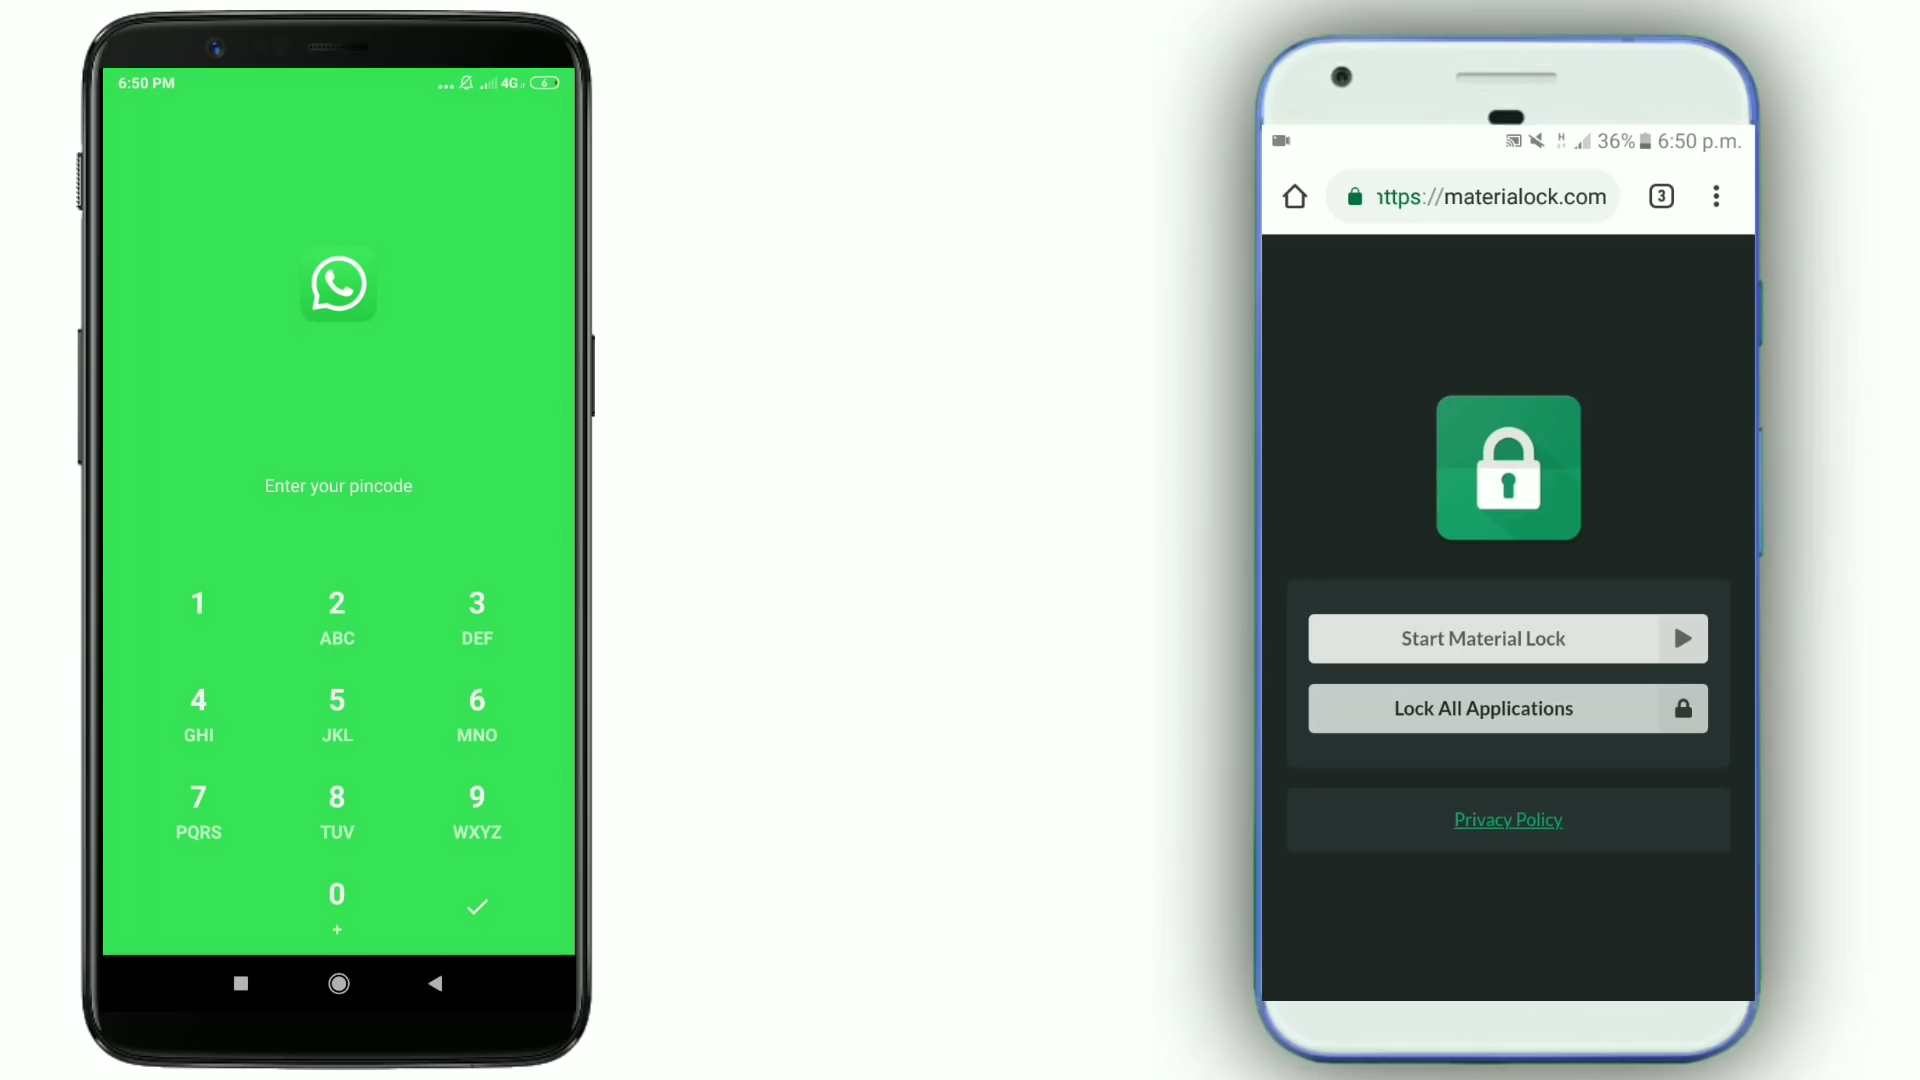 6:50 PM
4G
6
Enter your pincode
1
2
3
ABC
DEF
4
5
6
GHI
JKL
MNO
7
8
9
PQRS
TUV
WXYZ
0
+
36% 6:50 p.m.
https://materialock.com
3
Start Material Lock
Lock All Applications
Privacy Policy